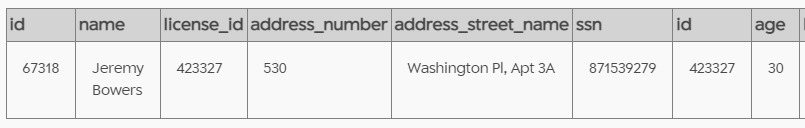 id name license_id address_number address_street_name ssn id age
67318 Jeremy Bowers 423327 530 Washington Pl, Apt 3A 871539279 423327 30